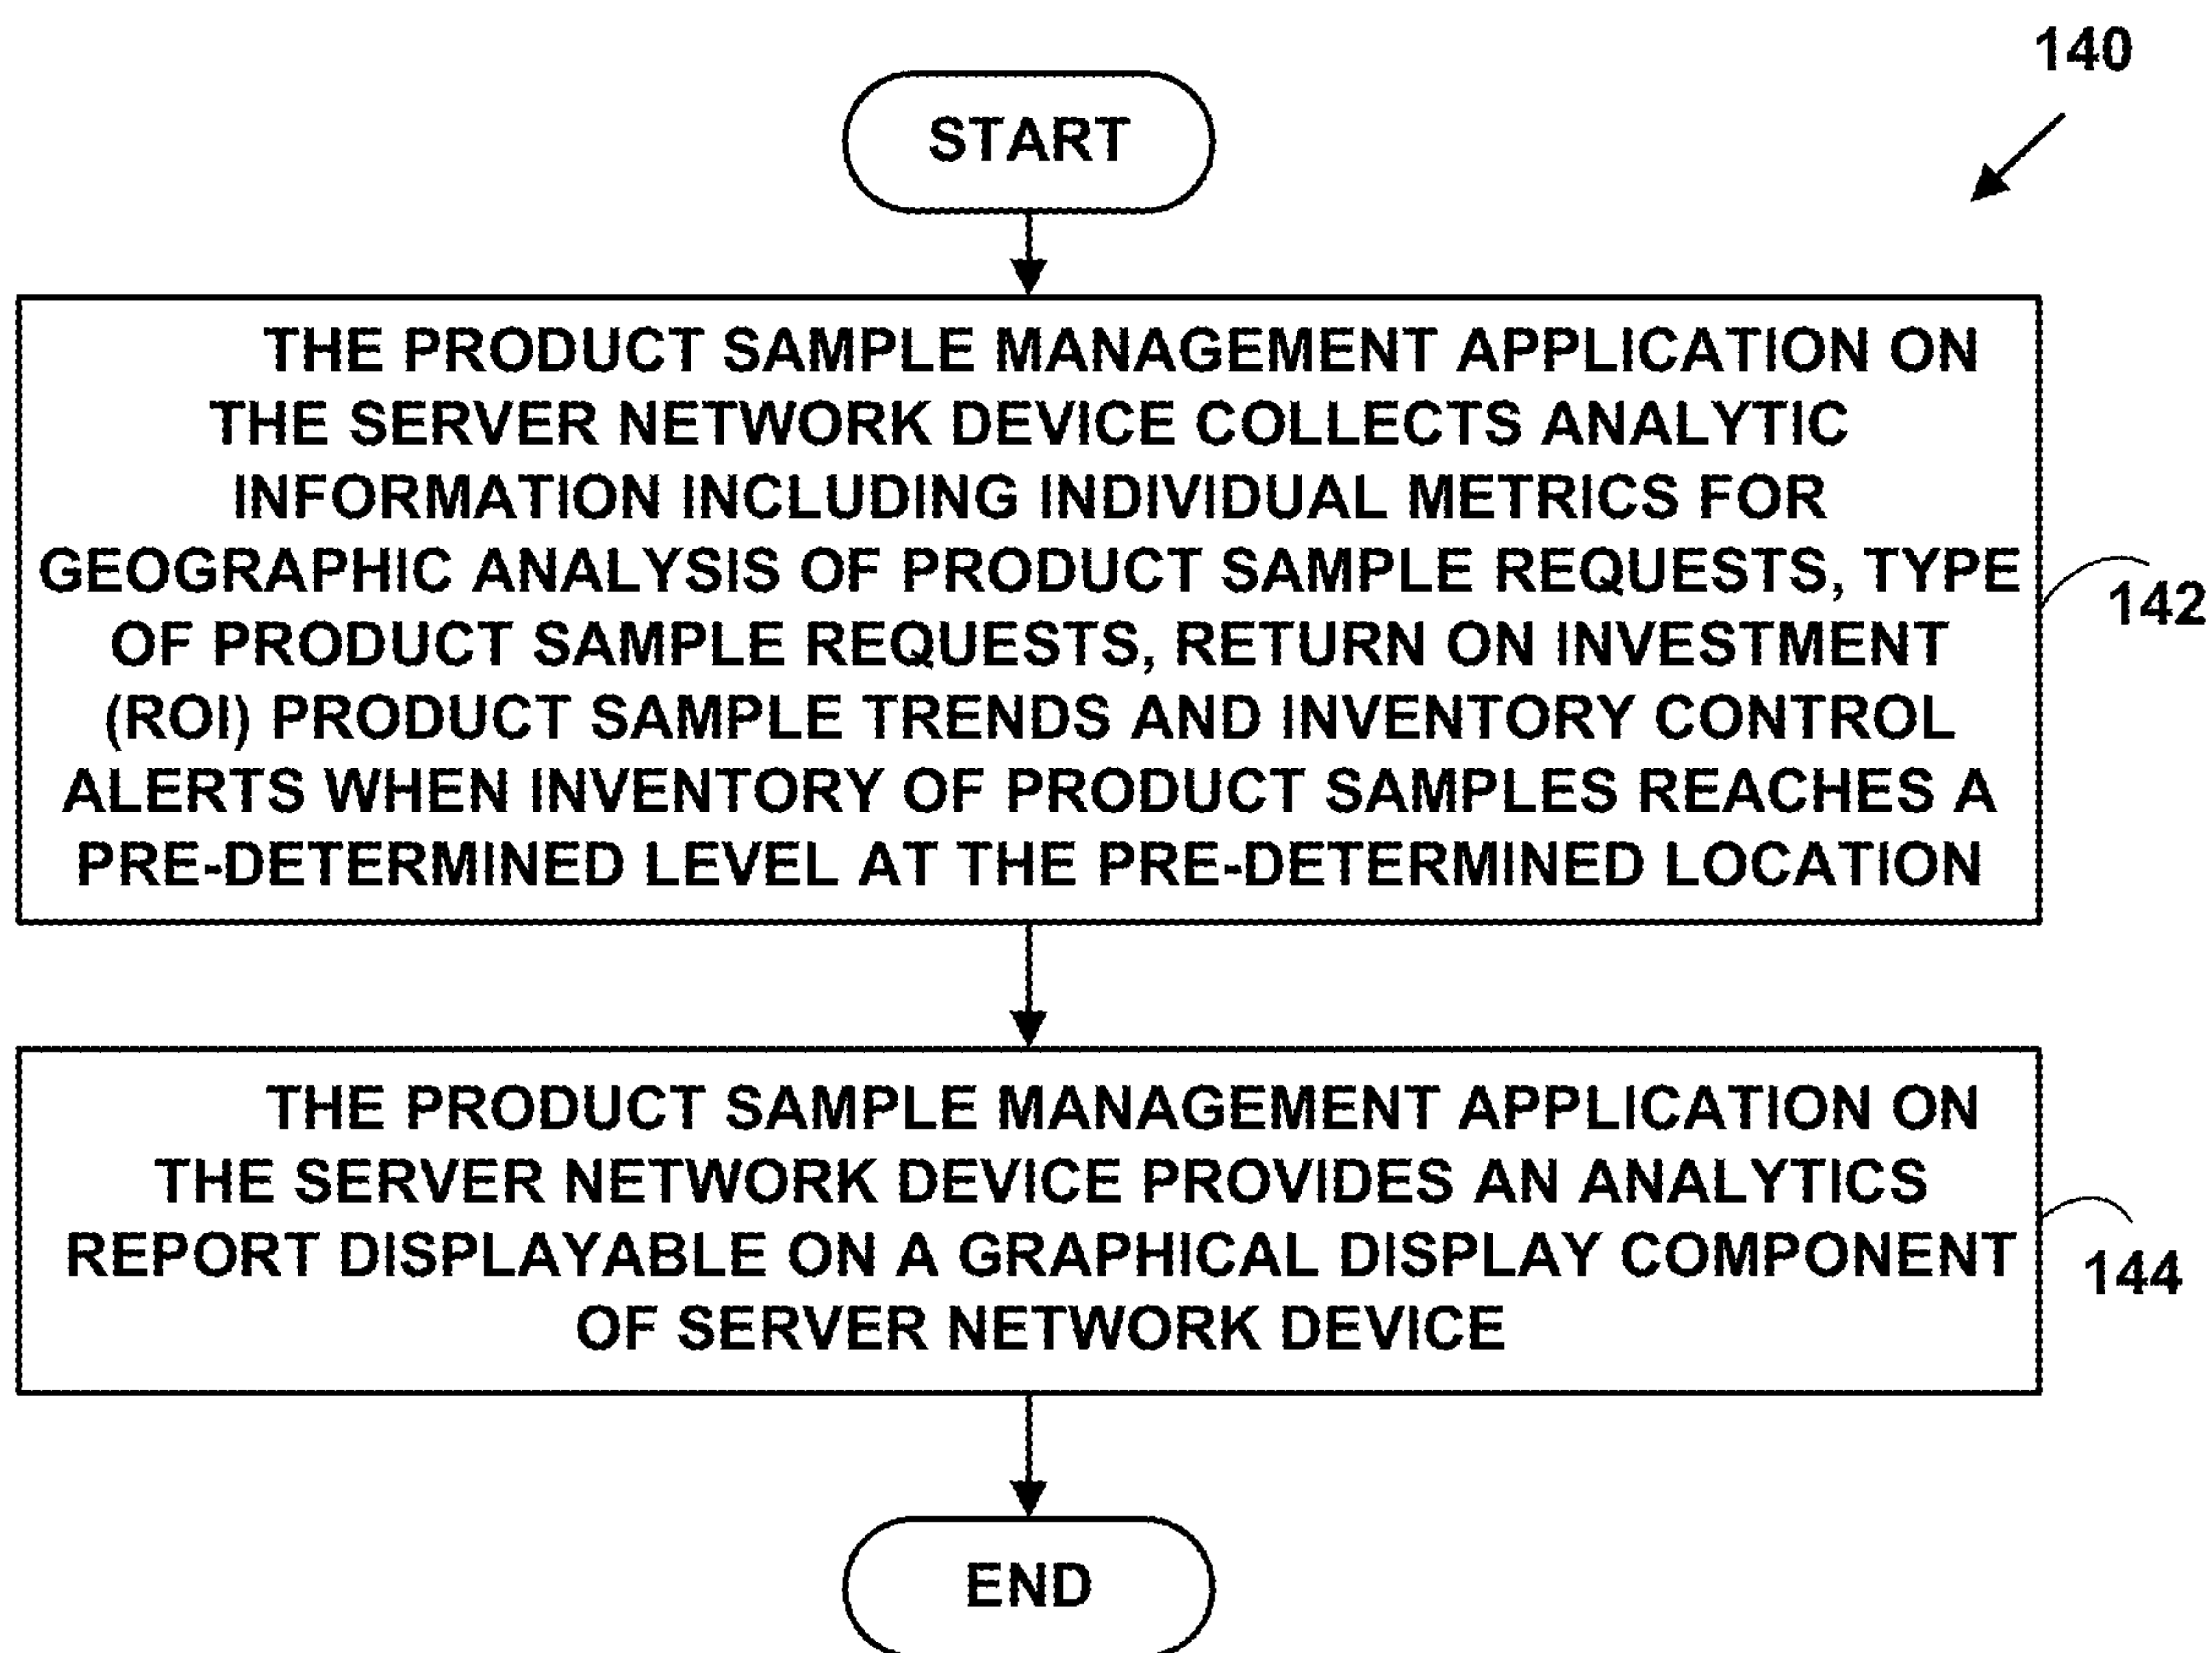 140
START
THE PRODUCT SAMPLE MANAGEMENT APPLICATION ON
THE SERVER NETWORK DEVICE COLLECTS ANALYTIC
INFORMATION INCLUDING INDIVIDUAL METRICS FOR
GEOGRAPHIC ANALYSIS OF PRODUCT SAMPLE REQUESTS, TYPE
OF PRODUCT SAMPLE REQUESTS, RETURN ON INVESTMENT
(ROI) PRODUCT SAMPLE TRENDS AND INVENTORY CONTROL
ALERTS WHEN INVENTORY OF PRODUCT SAMPLES REACHES A
PRE-DETERMINED LEVEL AT THE PRE-DETERMINED LOCATION
142
THE PRODUCT SAMPLE MANAGEMENT APPLICATION ON
THE SERVER NETWORK DEVICE PROVIDES AN ANALYTICS
REPORT DISPLAYABLE ON A GRAPHICAL DISPLAY COMPONENT
OF SERVER NETWORK DEVICE
144
END